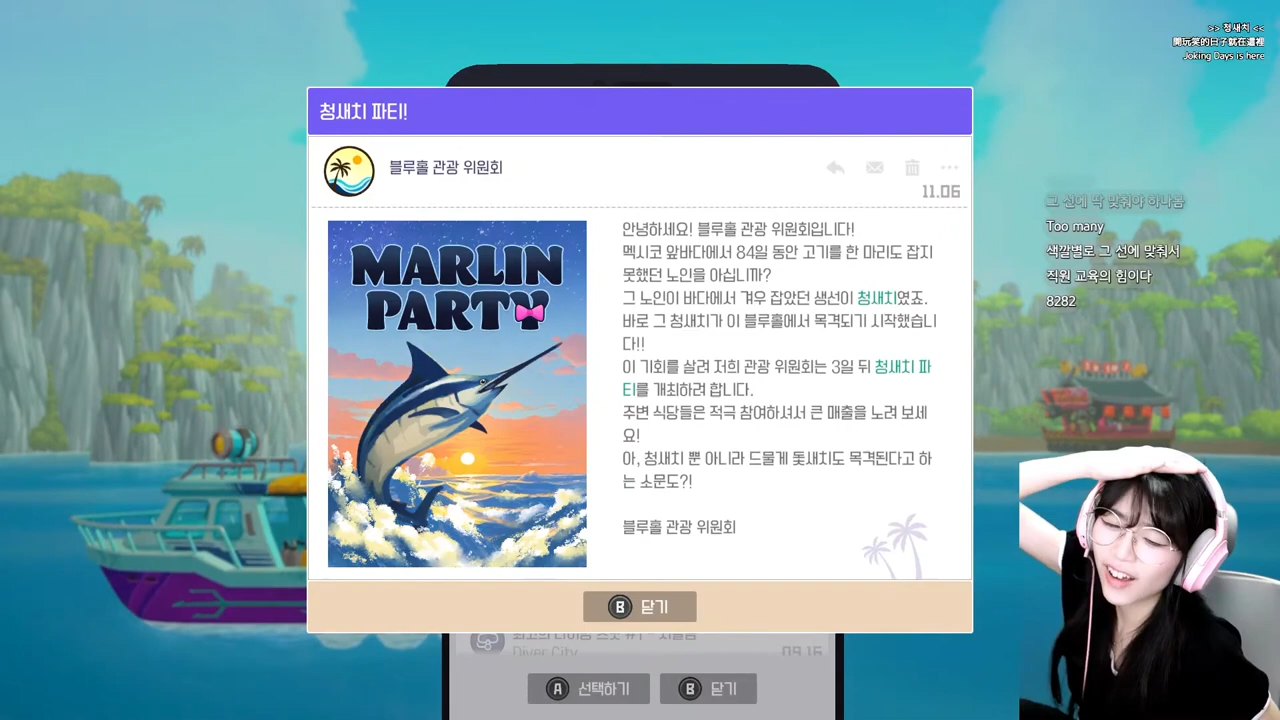 >> 청새치 <<
開玩笑的日子就在這裡
Joking Days is here
청새치 파티!
블루홀 관광 위원회
11.06
MARLIN
PARTY
안녕하세요! 블루홀 관광 위원회입니다!
멕시코 앞바다에서 84일 동안 고기를 한 마리도 잡지
못했던 노인을 아십니까?
그 노인이 바다에서 겨우 잡았던 생선이 청새치였죠.
바로 그 청새치가 이 블루홀에서 목격되기 시작했습니
다!!
이 기회를 살려 저희 관광 위원회는 3일 뒤 청새치 파
티를 개최하려 합니다.
주변 식당들은 적극 참여하셔서 큰 매출을 노려 보세
요!
아, 청새치 뿐 아니라 드물게 돛새치도 목격된다고 하
는 소문도?!
블루홀 관광 위원회
B 닫기
그 선에 딱 맞춰야 하나봄
Too many
색깔별로 그 선에 맞춰서
직원 교육의 힘이다
8282
Diver City
09.16
A 선택하기
B 닫기